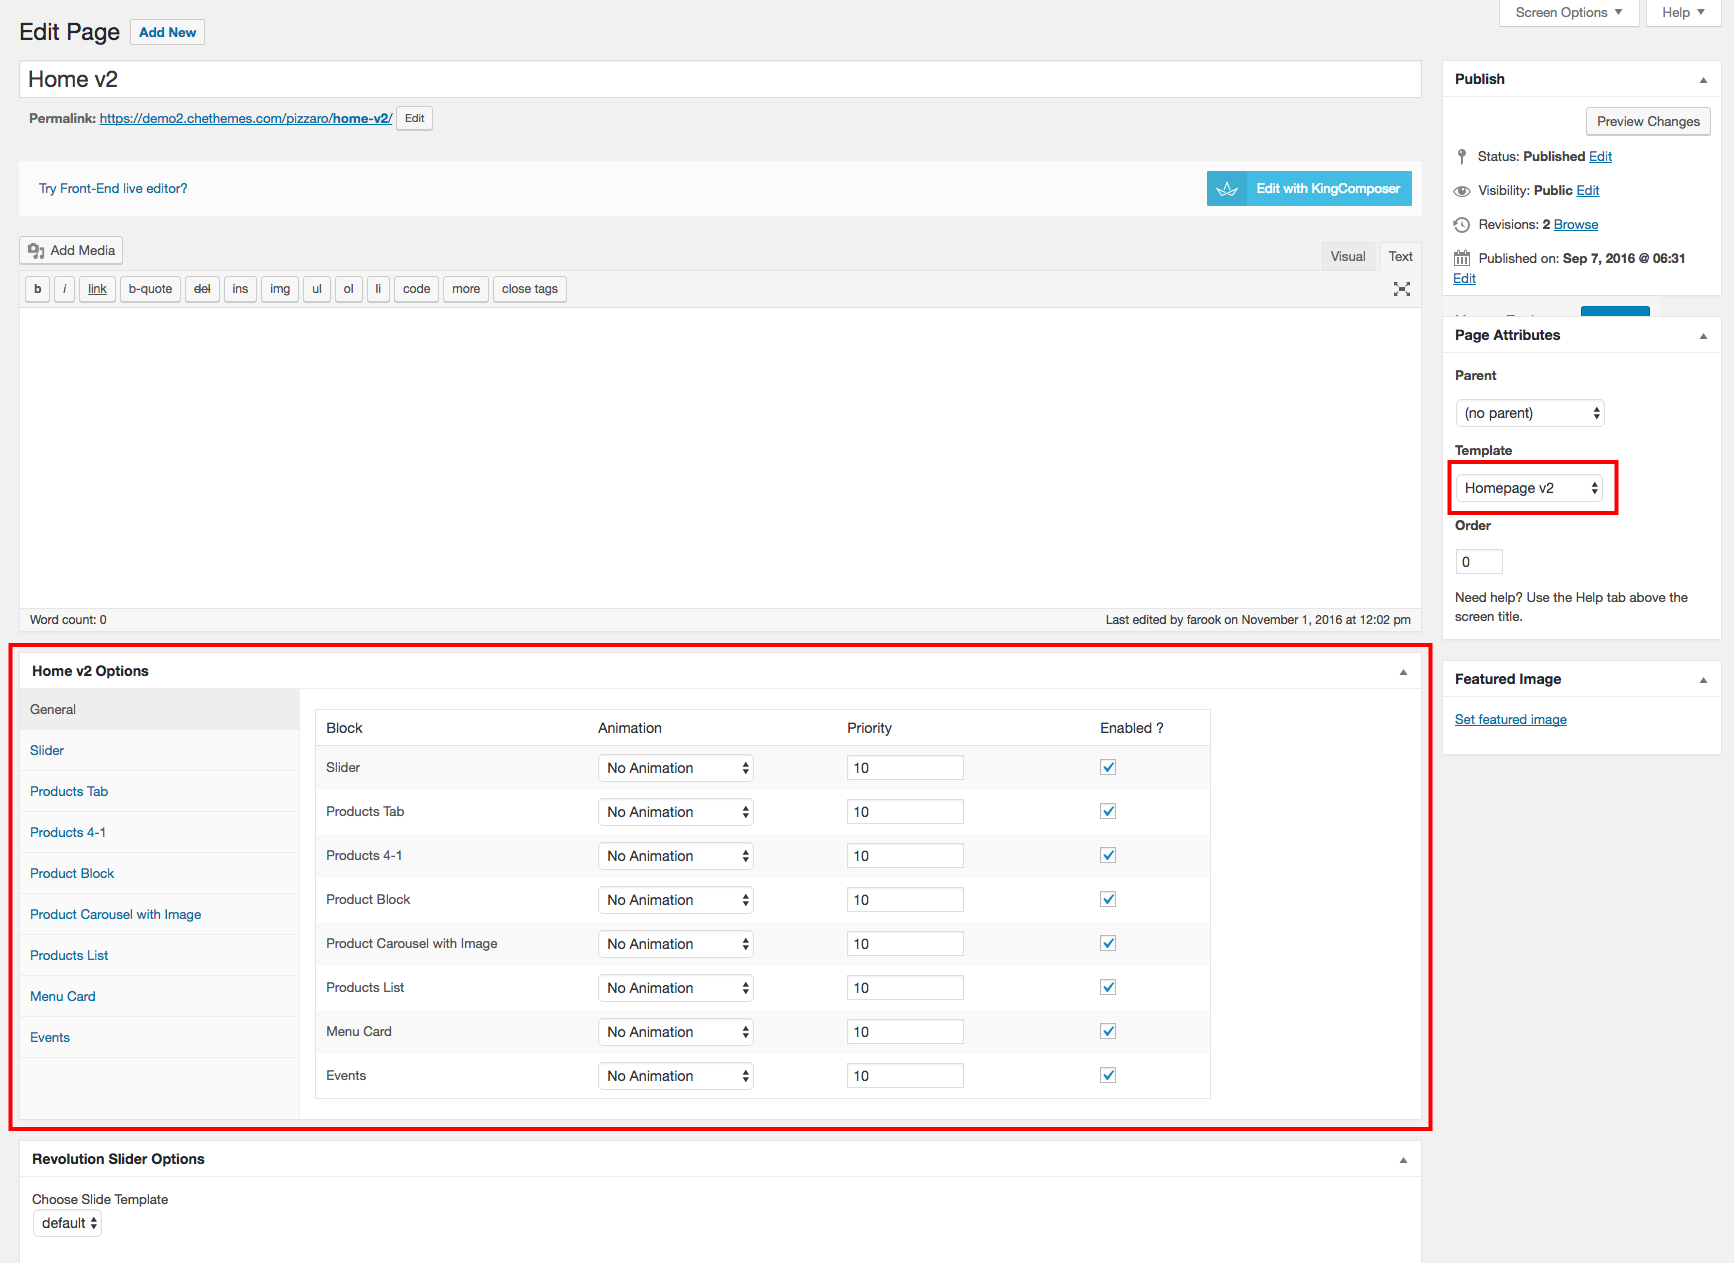 Screen Options
Help
Edit Page
Add New
Home v2
Permalink: https://demo2.chethemes.com/pizzaro/home-v2/
Edit
Try Front-End live editor?
Edit with KingComposer
Add Media
Visual
Text
b
i
link
b-quote
del
ins
img
ul
ol
li
code
more
close tags
Word count: 0
Last edited by farook on November 1, 2016 at 12:02 pm
Home v2 Options
General
Slider
Products Tab
Products 4-1
Product Block
Product Carousel with Image
Products List
Menu Card
Events
Block Animation Priority Enabled ?
Slider No Animation 10
Products Tab No Animation 10
Products 4-1 No Animation 10
Product Block No Animation 10
Product Carousel with Image No Animation 10
Products List No Animation 10
Menu Card No Animation 10
Events No Animation 10
Revolution Slider Options
Choose Slide Template
default
Publish
Preview Changes
Status: Published Edit
Visibility: Public Edit
Revisions: 2 Browse
Published on: Sep 7, 2016 @ 06:31
Edit
Page Attributes
Parent
(no parent)
Template
Homepage v2
Order
0
Need help? Use the Help tab above the
screen title.
Featured Image
Set featured image